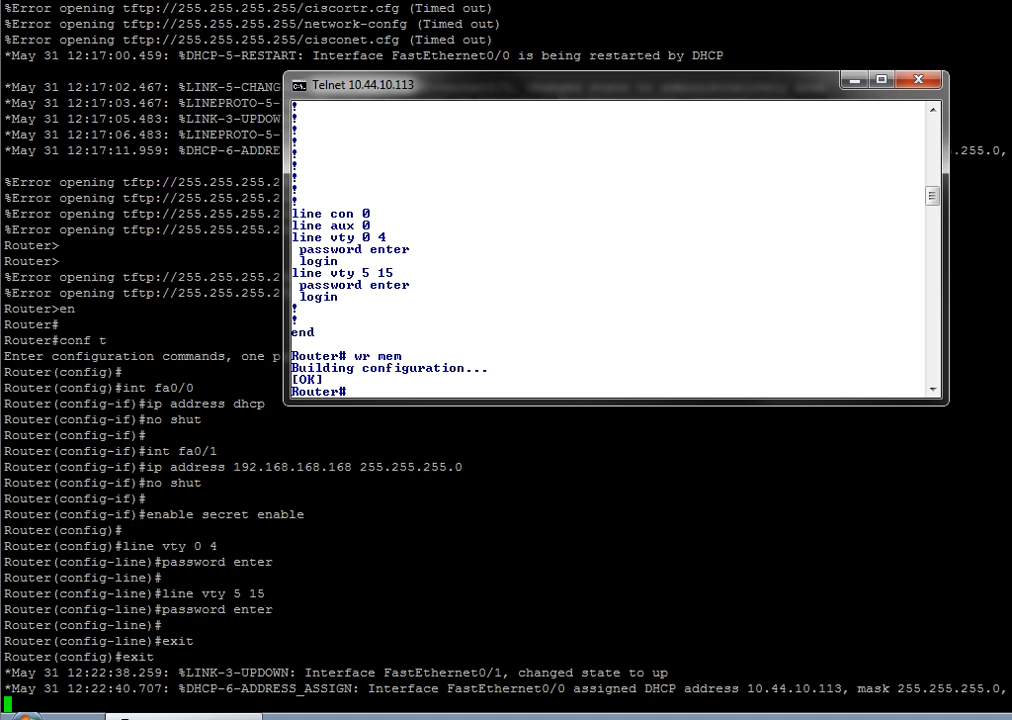 %Error opening tftp://255.255.255.255/ciscortr.cfg (Timed out)
%Error opening tftp://255.255.255.255/network-confg (Timed out)
%Error opening tftp://255.255.255.255/cisconet.cfg (Timed out)
*May 31 12:17:00.459: %DHCP-5-RESTART: Interface FastEthernet0/0 is being restarted by DHCP
*May 31 12:17:02.467: %LINK-5-CHANG
*May 31 12:17:03.467: %LINEPROTO-5-
*May 31 12:17:05.483: %LINK-3-UPDOW
*May 31 12:17:06.483: %LINEPROTO-5-
*May 31 12:17:11.959: %DHCP-6-ADDRE
.255.0,
%Error opening tftp://255.255.255.2
%Error opening tftp://255.255.255.2
%Error opening tftp://255.255.255.2
%Error opening tftp://255.255.255.2
Router>
Router>
%Error opening tftp://255.255.255.2
%Error opening tftp://255.255.255.2
Router>en
Router#
Router#conf t
Enter configuration commands, one p
Router(config)#
Router(config)#int fa0/0
Router(config-if)#ip address dhcp
Router(config-if)#no shut
Router(config-if)#
Router(config-if)#int fa0/1
Router(config-if)#ip address 192.168.168.168 255.255.255.0
Router(config-if)#no shut
Router(config-if)#
Router(config-if)#enable secret enable
Router(config)#
Router(config)#line vty 0 4
Router(config-line)#password enter
Router(config-line)#
Router(config-line)#line vty 5 15
Router(config-line)#password enter
Router(config-line)#
Router(config-line)#exit
Router(config)#exit
*May 31 12:22:38.259: %LINK-3-UPDOWN: Interface FastEthernet0/1, changed state to up
*May 31 12:22:40.707: %DHCP-6-ADDRESS_ASSIGN: Interface FastEthernet0/0 assigned DHCP address 10.44.10.113, mask 255.255.255.0,
Telnet 10.44.10.113
!
!
!
!
!
!
!
!
!
line con 0
line aux 0
line vty 0 4
password enter
login
line vty 5 15
password enter
login
!
!
end
Router# wr mem
Building configuration...
[OK]
Router#